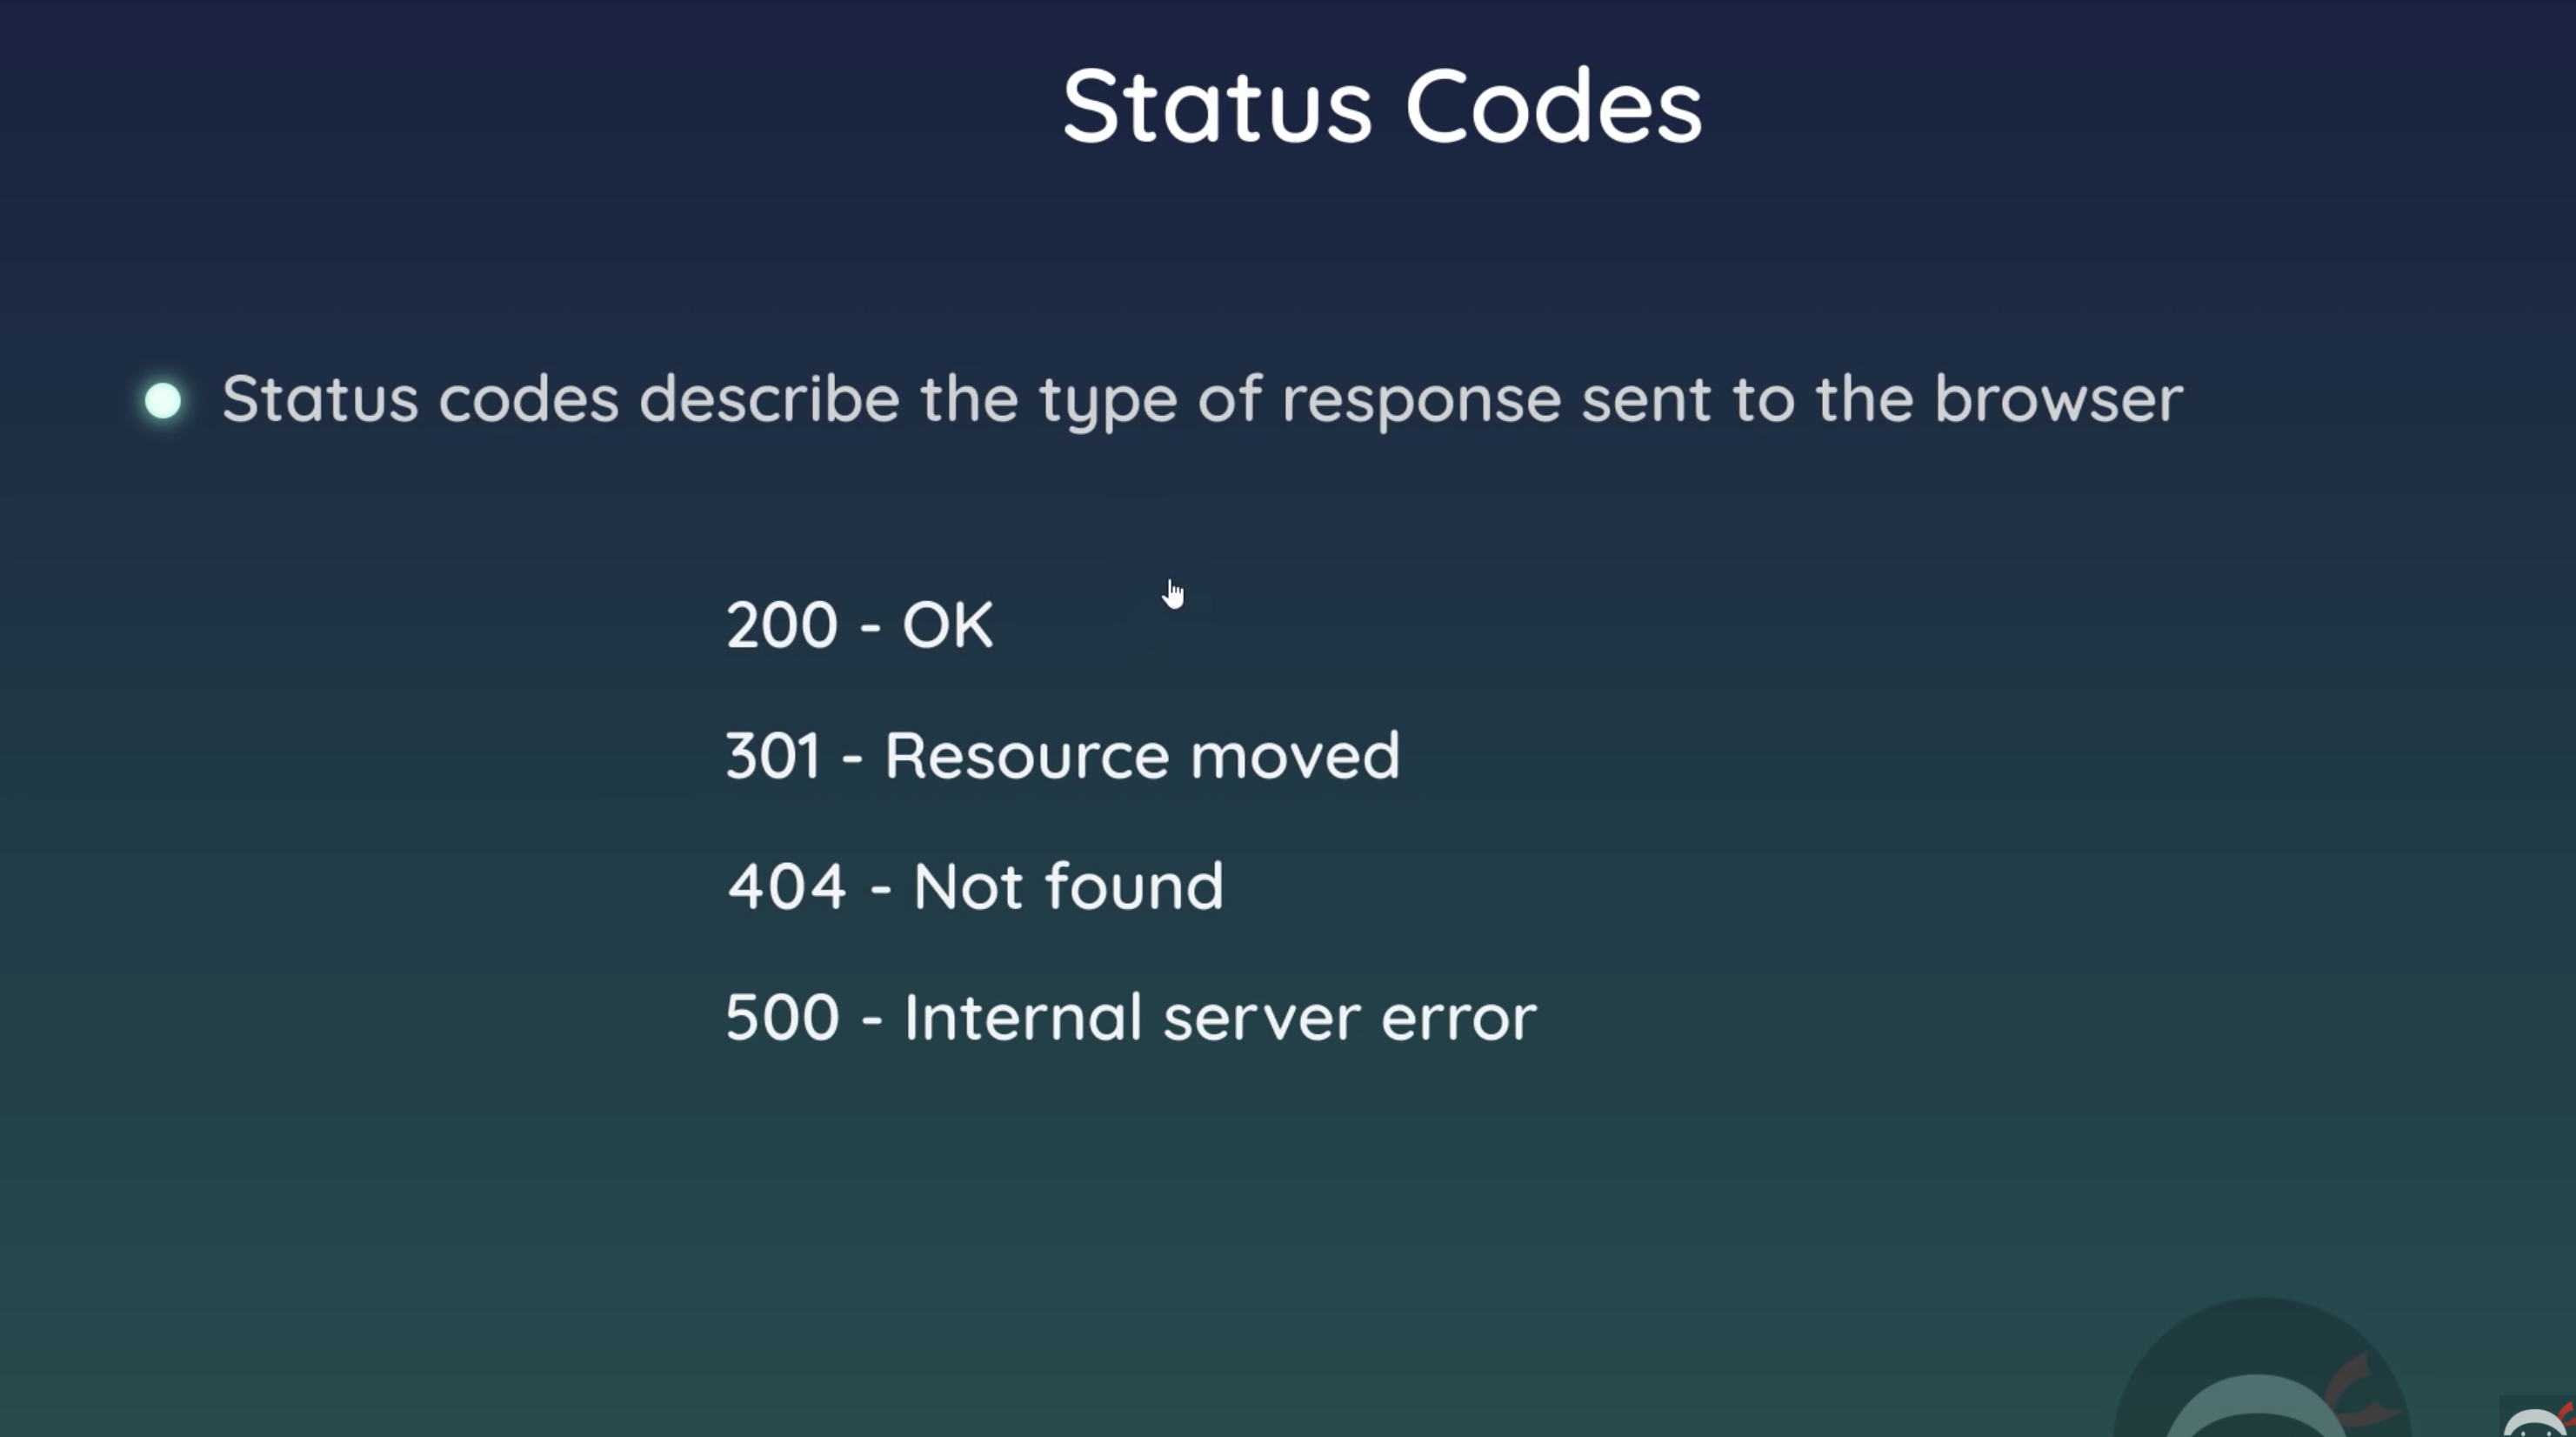 Status Codes
Status codes describe the type of response sent to the browser
200 - OK
301 - Resource moved
404 - Not found
500 - Internal server error